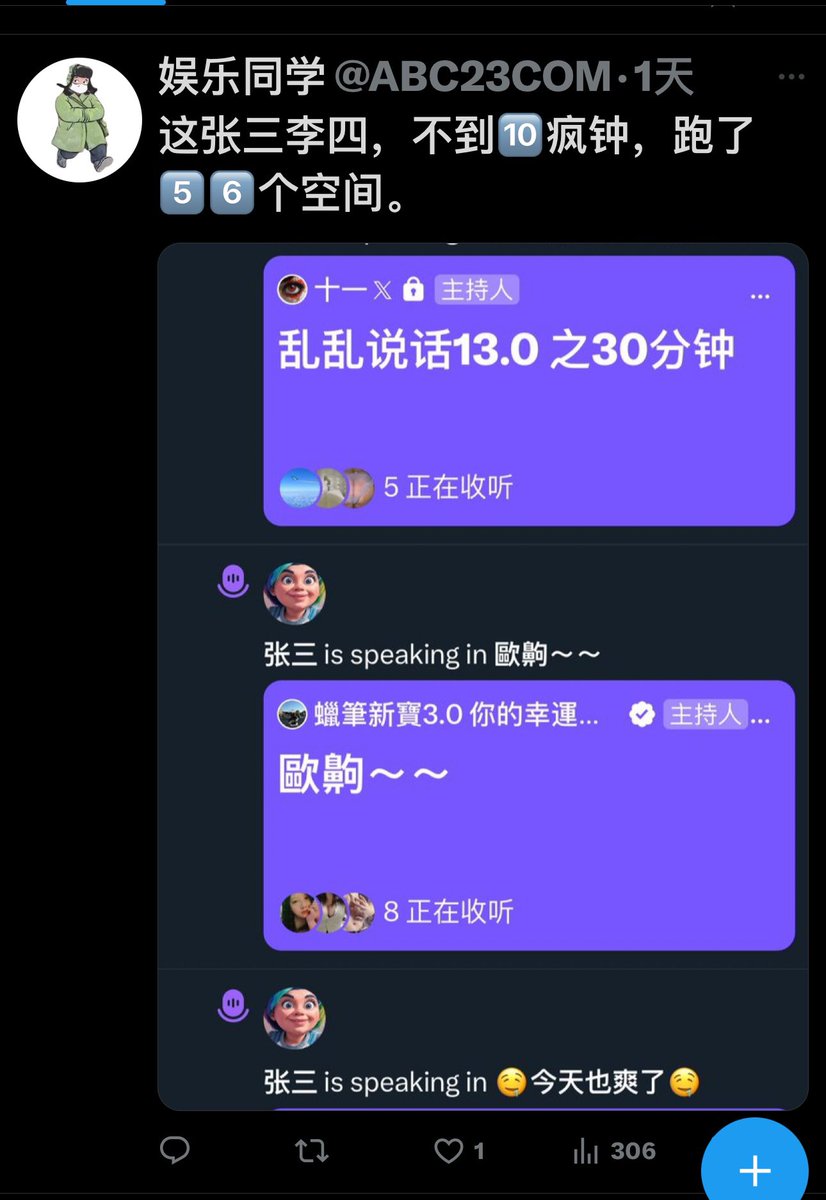 娱乐同学 @ABC23COM·1天
这张三李四，不到🔟疯钟，跑了
5️⃣6️⃣个空间。
十一𝕏 主持人
乱乱说话13.0 之30分钟
5 正在收听
张三 is speaking in 歐齁～～
蠟筆新寶3.0 你的幸運... 主持人
歐齁～～
8 正在收听
张三 is speaking in 🤤今天也爽了🤤
1
306